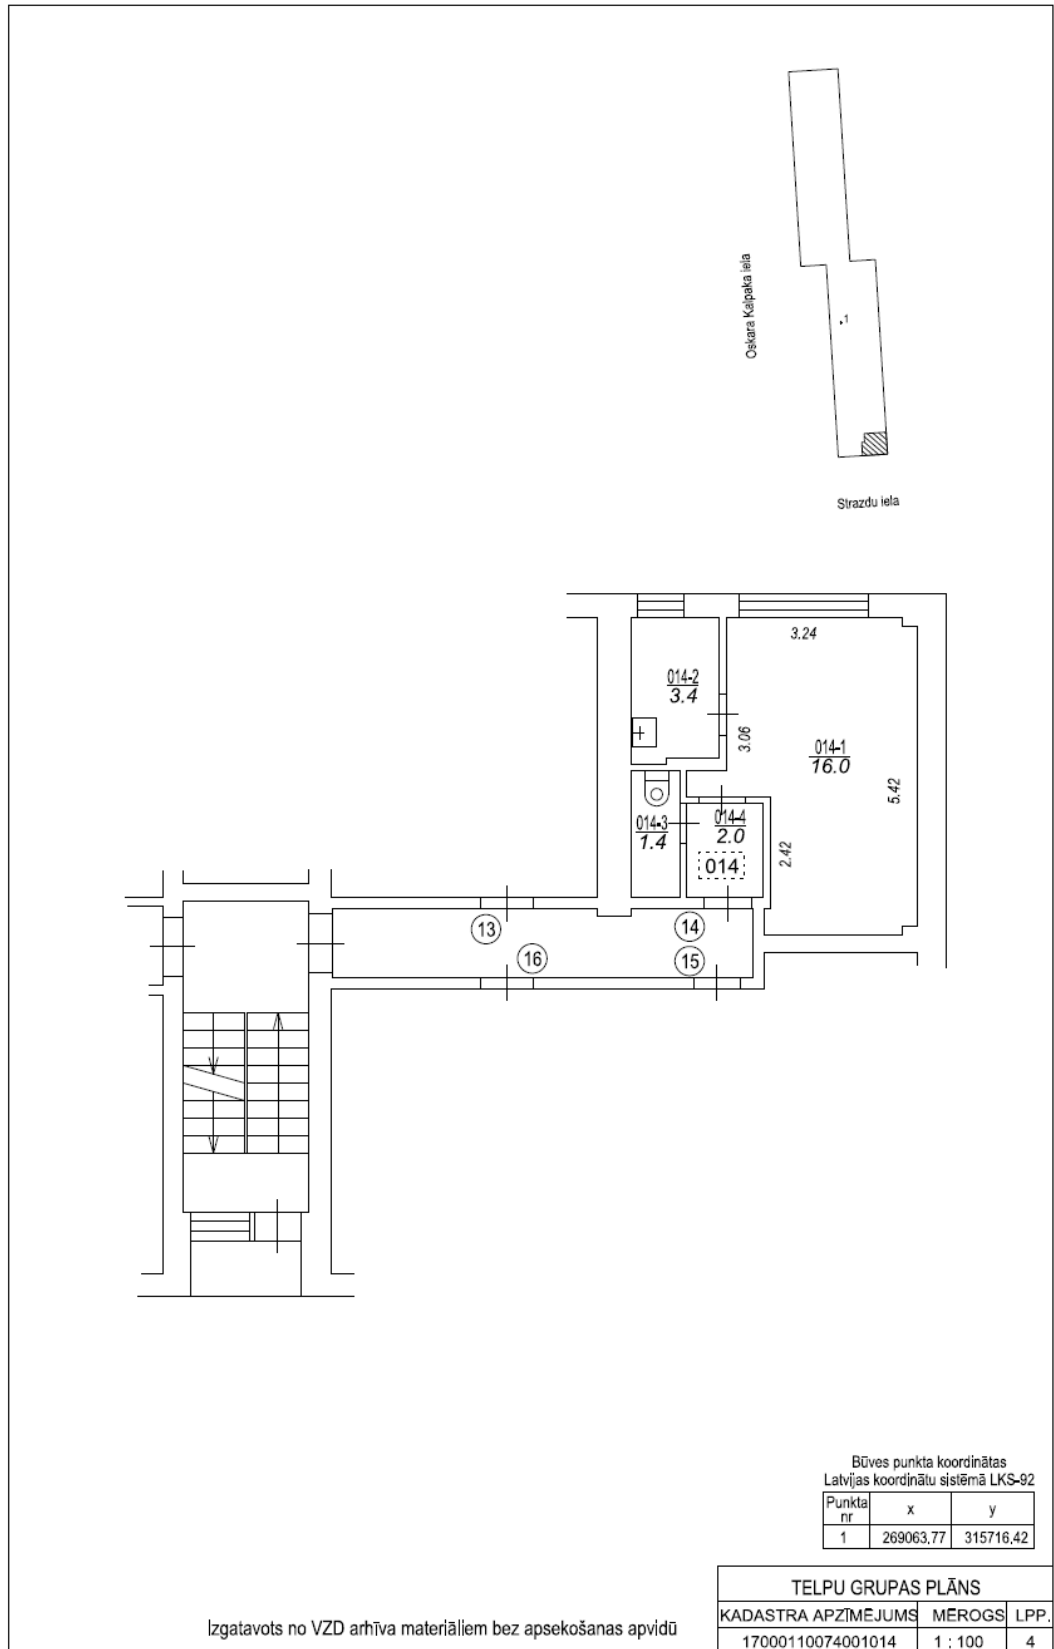 Oskara Kalpaka iela
1
Strazdu iela
3.24
014-2
3.4
3.06
014-1
16.0
5.42
014-3
1.4
014-4
2.0
2.42
014
13
14
16
15
Būves punkta koordinātas
Latvijas koordinātu sistēmā LKS-92
Punkta nr x y
1 269063,77 315716,42
TELPU GRUPAS PLĀNS
KADASTRA APZĪMĒJUMS MĒROGS LPP.
17000110074001014 1 : 100 4
Izgatavots no VZD arhīva materiāliem bez apsekošanas apvidū